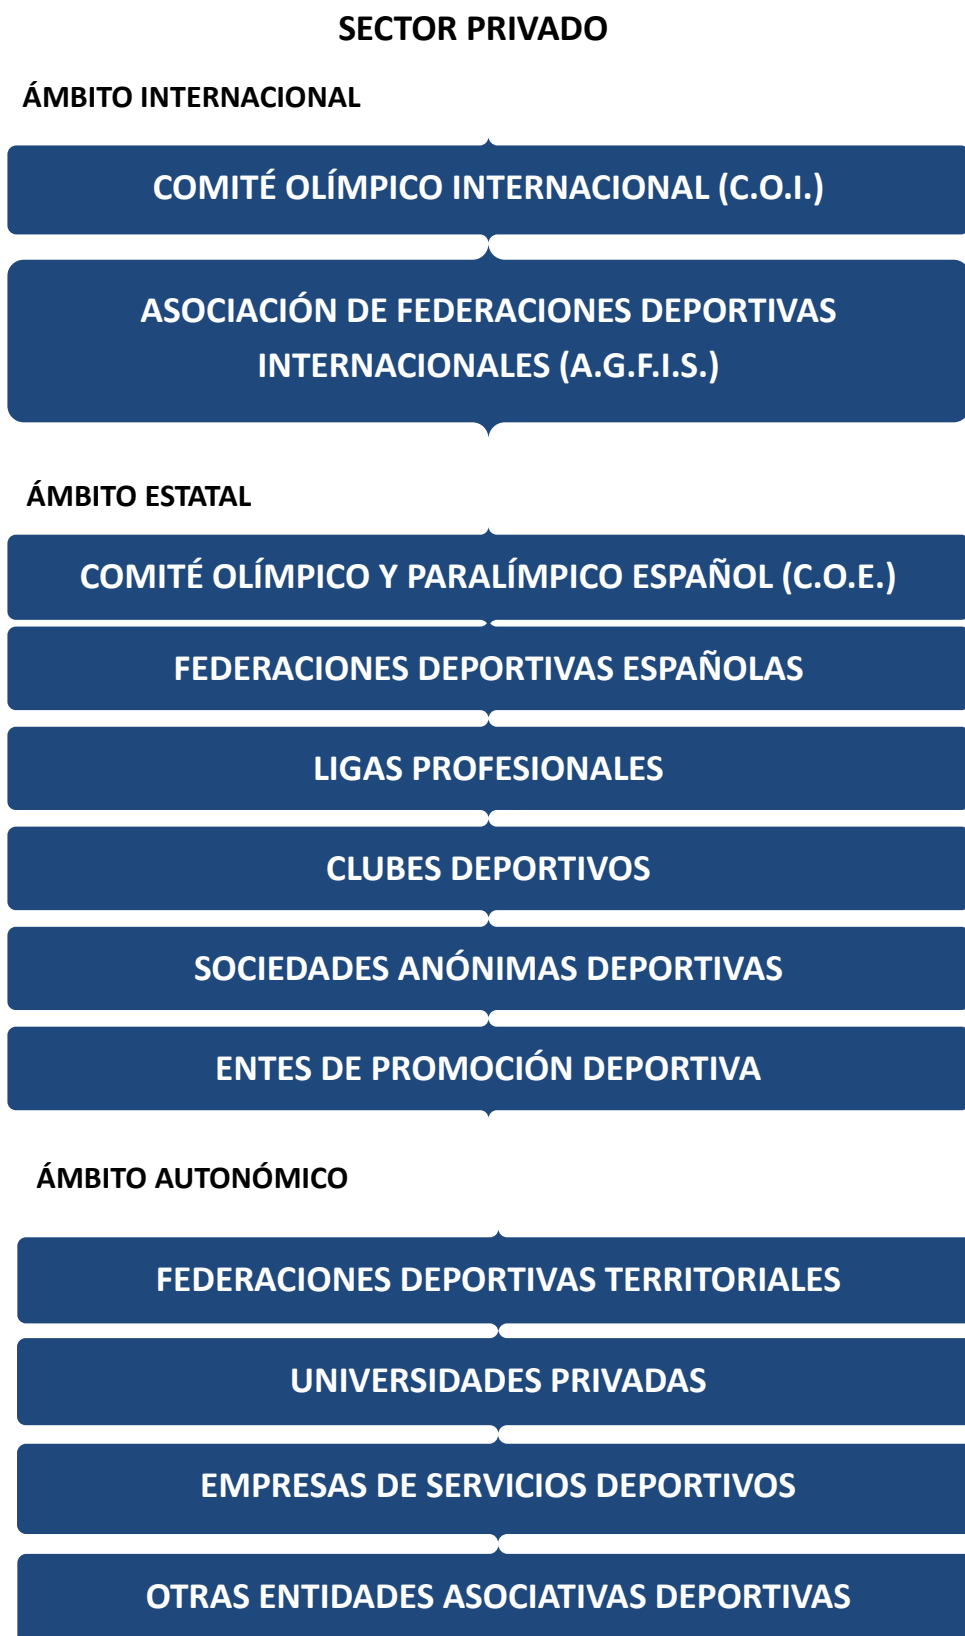 SECTOR PRIVADO
ÁMBITO INTERNACIONAL
COMITÉ OLÍMPICO INTERNACIONAL (C.O.I.)
ASOCIACIÓN DE FEDERACIONES DEPORTIVAS
INTERNACIONALES (A.G.F.I.S.)
ÁMBITO ESTATAL
COMITÉ OLÍMPICO Y PARALÍMPICO ESPAÑOL (C.O.E.)
FEDERACIONES DEPORTIVAS ESPAÑOLAS
LIGAS PROFESIONALES
CLUBES DEPORTIVOS
SOCIEDADES ANÓNIMAS DEPORTIVAS
ENTES DE PROMOCIÓN DEPORTIVA
ÁMBITO AUTONÓMICO
FEDERACIONES DEPORTIVAS TERRITORIALES
UNIVERSIDADES PRIVADAS
EMPRESAS DE SERVICIOS DEPORTIVOS
OTRAS ENTIDADES ASOCIATIVAS DEPORTIVAS